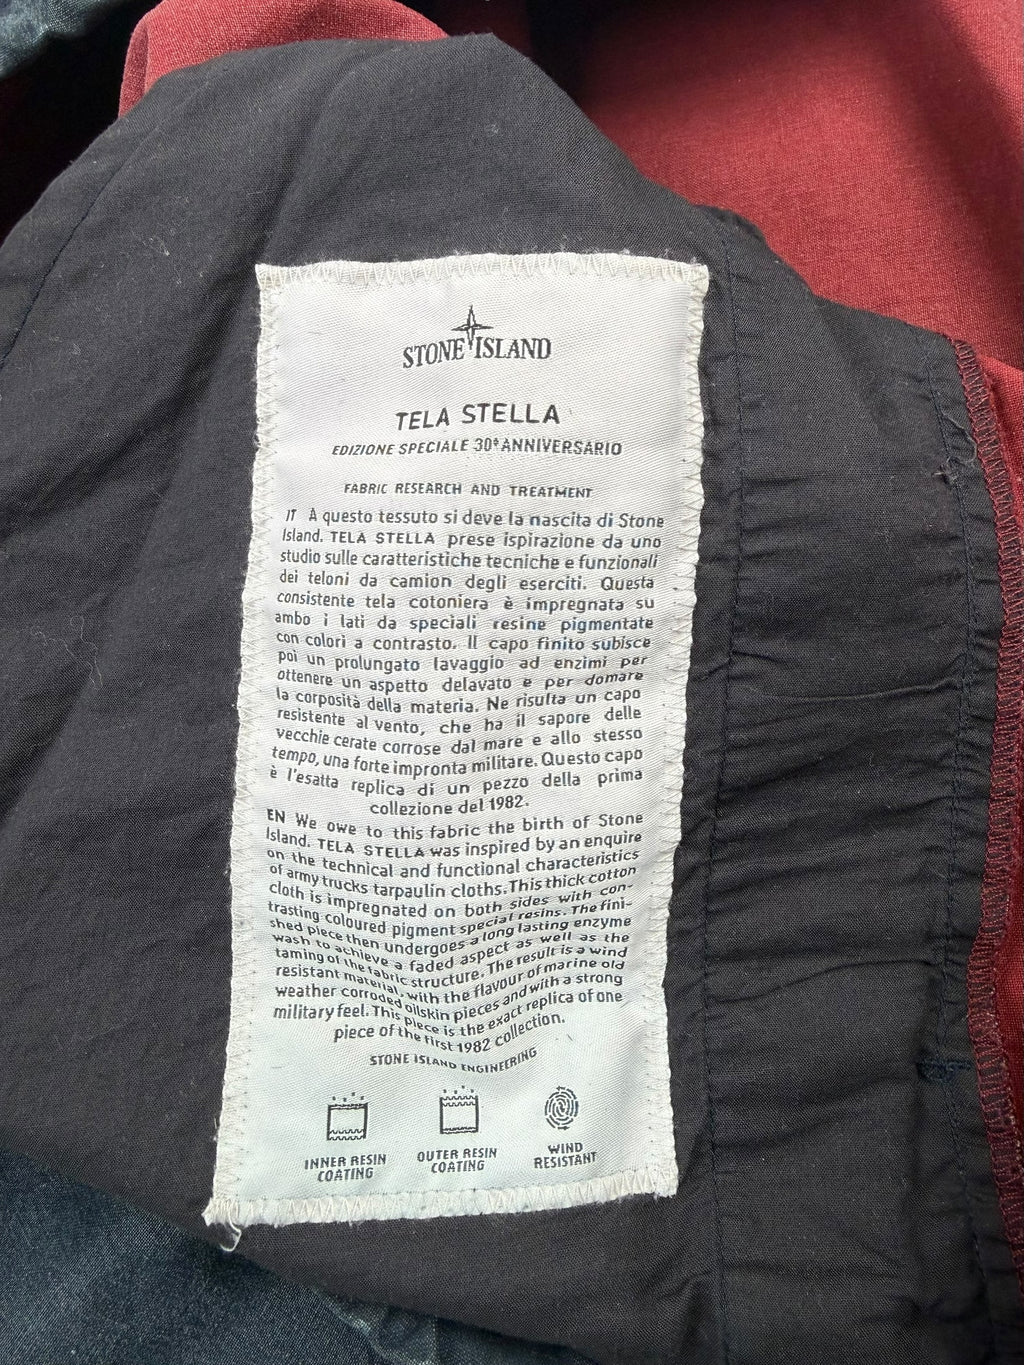 STONE ISLAND
TELA STELLA
EDIZIONE SPECIALE 30° ANNIVERSARIO
FABRIC RESEARCH AND TREATMENT
IT A questo tessuto si deve la nascita di Stone
Island. TELA STELLA prese ispirazione da uno
studio sulle caratteristiche tecniche e funzionali
dei teloni da camion degli eserciti. Questa
consistente tela cotoniera è impregnata su
ambo i lati da speciali resine pigmentate
con colori a contrasto. Il capo finito subisce
poi un prolungato lavaggio ad enzimi per
ottenere un aspetto delavato e per domare
la corposità della materia. Ne risulta un capo
resistente al vento, che ha il sapore delle
vecchie cerate corrose dal mare e allo stesso
tempo, una forte impronta militare. Questo capo
è l'esatta replica di un pezzo della prima
collezione del 1982.
EN We owe to this fabric the birth of Stone
Island. TELA STELLA was inspired by an enquire
on the technical and functional characteristics
of army trucks tarpaulin cloths. This thick cotton
cloth is impregnated on both sides with con-
trasting coloured pigment special resins. The fini-
shed piece then undergoes a long lasting enzyme
wash to achieve a faded aspect as well as the
taming of the fabric structure. The result is a wind
resistant material, with the flavour of marine old
weather corroded oilskin pieces and with a strong
military feel. This piece is the exact replica of one
piece of the first 1982 collection.
STONE ISLAND ENGINEERING
INNER RESIN
COATING
OUTER RESIN
COATING
WIND
RESISTANT